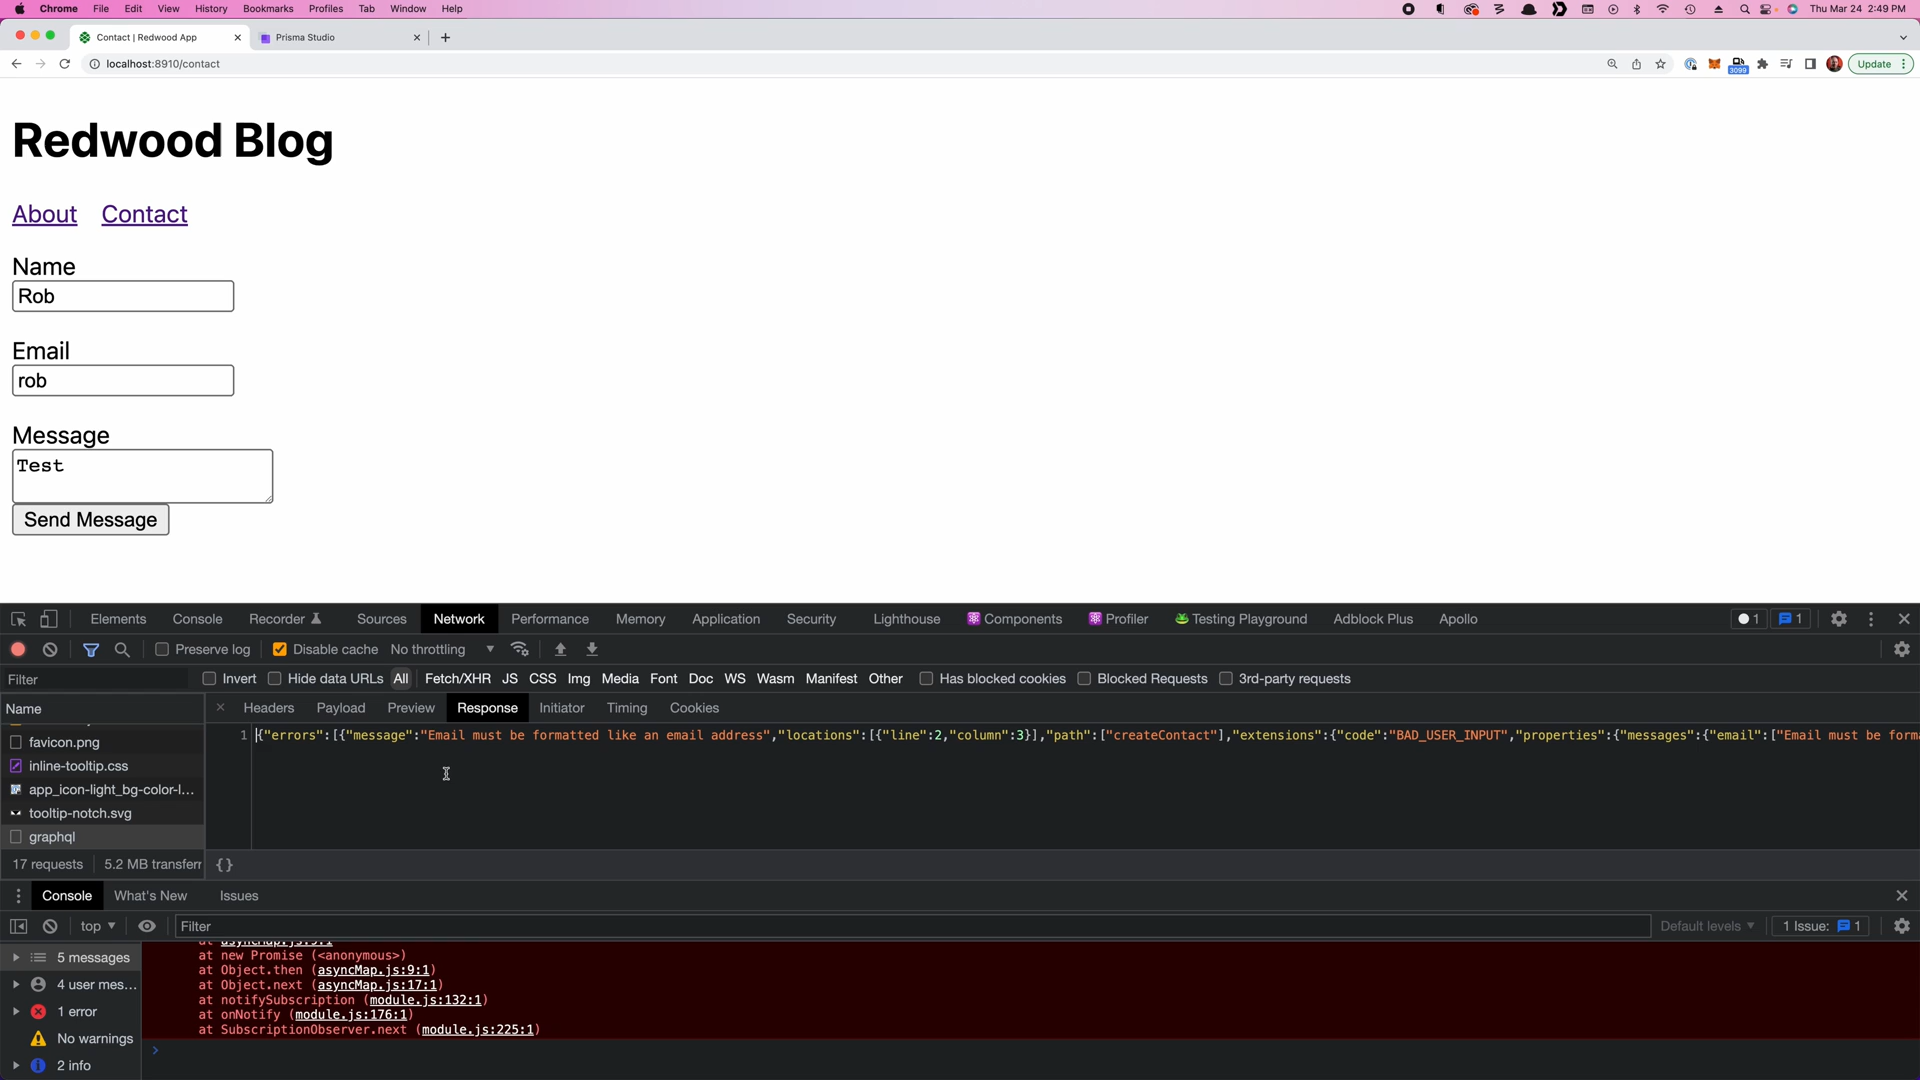 Chrome File Edit View History Bookmarks Profiles Tab Window Help Thu Mar 24 2:49 PM
Contact | Redwood App Prisma Studio
localhost:8910/contact 3099 Update
Redwood Blog
About Contact
Name
Rob
Email
rob
Message
Test
Send Message
Elements Console Recorder Sources Network Performance Memory Application Security Lighthouse Components Profiler Testing Playground Adblock Plus Apollo 1 1
Preserve log Disable cache No throttling
Filter Invert Hide data URLs All Fetch/XHR JS CSS Img Media Font Doc WS Wasm Manifest Other Has blocked cookies Blocked Requests 3rd-party requests
Name Headers Payload Preview Response Initiator Timing Cookies
1 {"errors":[{"message":"Email must be formatted like an email address","locations":[{"line":2,"column":3}],"path":["createContact"],"extensions":{"code":"BAD_USER_INPUT","properties":{"messages":{"email":["Email must be forma
favicon.png
inline-tooltip.css
app_icon-light_bg-color-l...
tooltip-notch.svg
graphql
17 requests 5.2 MB transferr {}
Console What's New Issues
top Filter Default levels 1 Issue: 1
at asyncMap.js:9:1
5 messages at new Promise (<anonymous>)
at Object.then (asyncMap.js:9:1)
4 user mes... at Object.next (asyncMap.js:17:1)
at notifySubscription (module.js:132:1)
1 error at onNotify (module.js:176:1)
at SubscriptionObserver.next (module.js:225:1)
No warnings
2 info